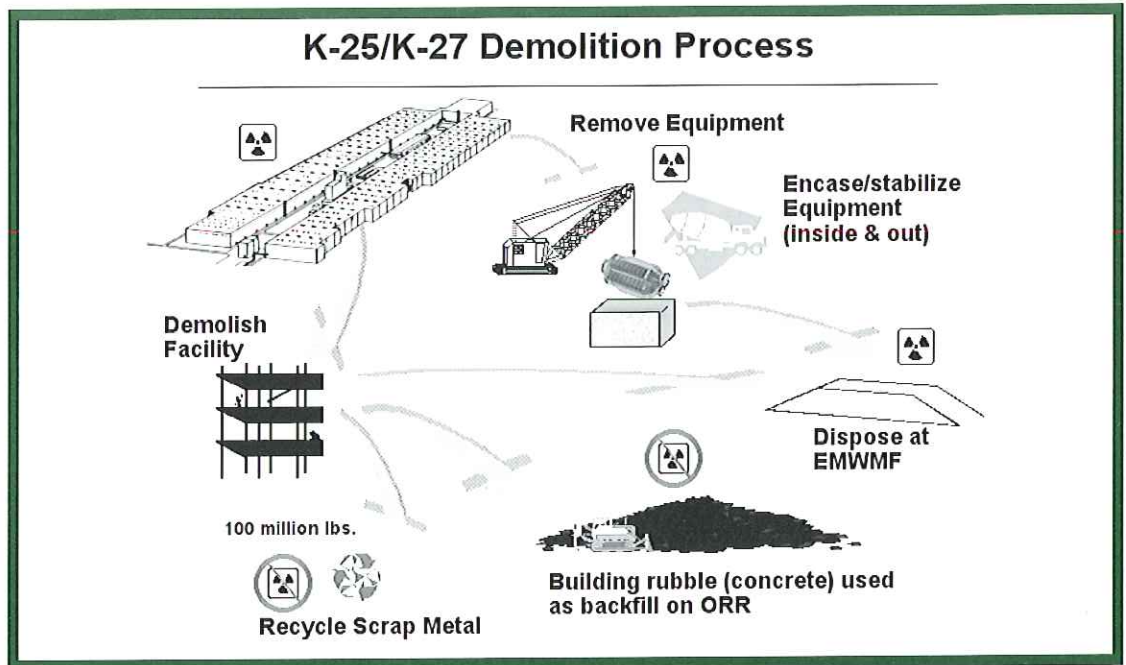 K-25/K-27 Demolition Process
Remove Equipment
Encase/stabilize
Equipment
(inside & out)
Demolish
Facility
Dispose at
EMWMF
100 million lbs.
Building rubble (concrete) used
as backfill on ORR
Recycle Scrap Metal